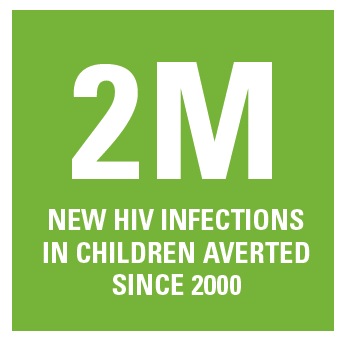 2M
NEW HIV INFECTIONS
IN CHILDREN AVERTED
SINCE 2000